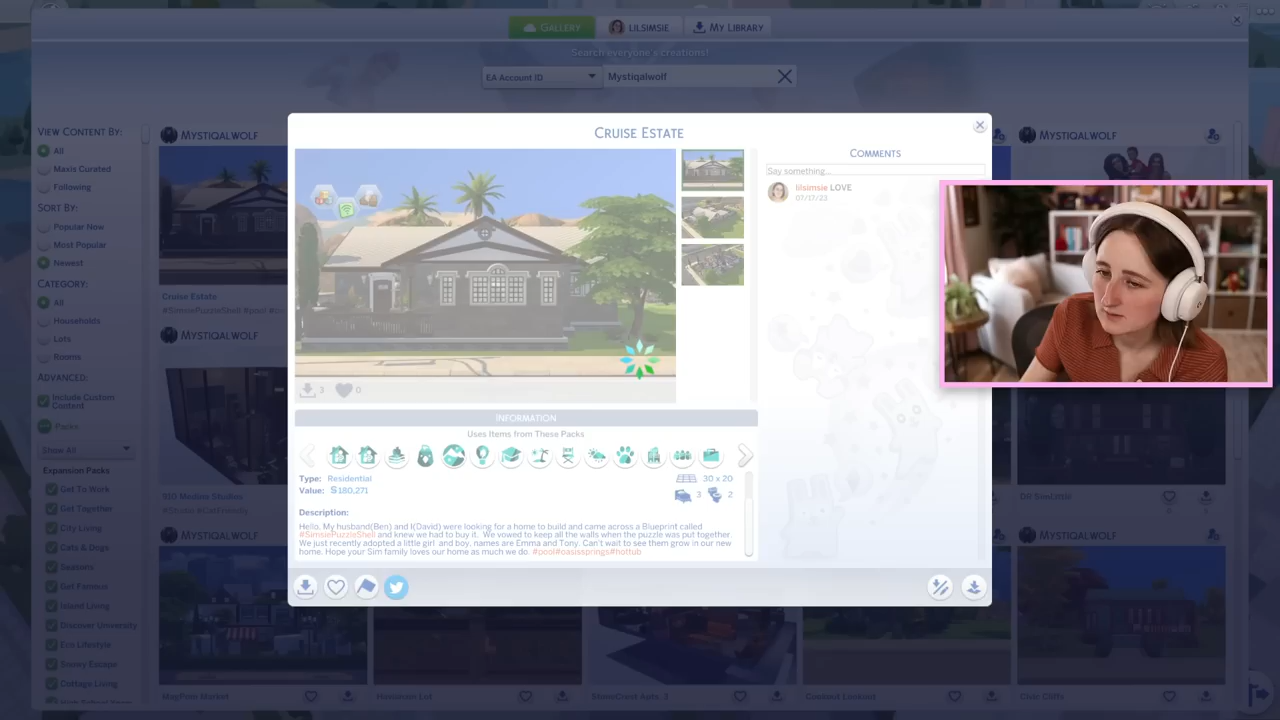 GALLERY
LILSIMSIE
MY LIBRARY
Search everyone's creations!
EA Account ID
Mystiqalwolf
VIEW CONTENT BY:
All
Maxis Curated
Following
SORT BY:
Popular Now
Most Popular
Newest
CATEGORY:
All
Households
Lots
Rooms
ADVANCED:
Include Custom
Content
Packs
Show All
Expansion Packs
Get To Work
Get Together
City Living
Cats & Dogs
Seasons
Get Famous
Island Living
Discover University
Eco Lifestyle
Snowy Escape
Cottage Living
MYSTIQALWOLF
Cruise Estate
MYSTIQALWOLF
MYSTIQALWOLF
MYSTIQALWOLF
MYSTIQALWOLF
CRUISE ESTATE
3
0
COMMENTS
Say something...
lilsimsie LOVE
07/17/23
INFORMATION
Uses Items from These Packs
Type: Residential
Value: §180,271
30 x 20
3
2
Description:
Hello. My husband(Ben) and I(David) were looking for a home to build and came across a Blueprint called
#SimsiePuzzleShell and knew we had to buy it. We vowed to keep all the walls when the puzzle was put together.
We just recently adopted a little girl and boy, names are Emma and Tony. Can't wait to see them grow in our new
home. Hope your Sim family loves our home as much we do. #pool#oasissprings#hottub